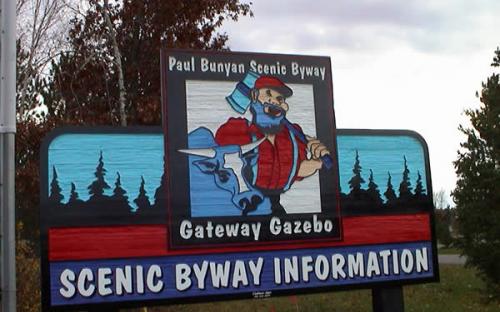 Paul Bunyan Scenic Byway
Gateway Gazebo
SCENIC BYWAY INFORMATION